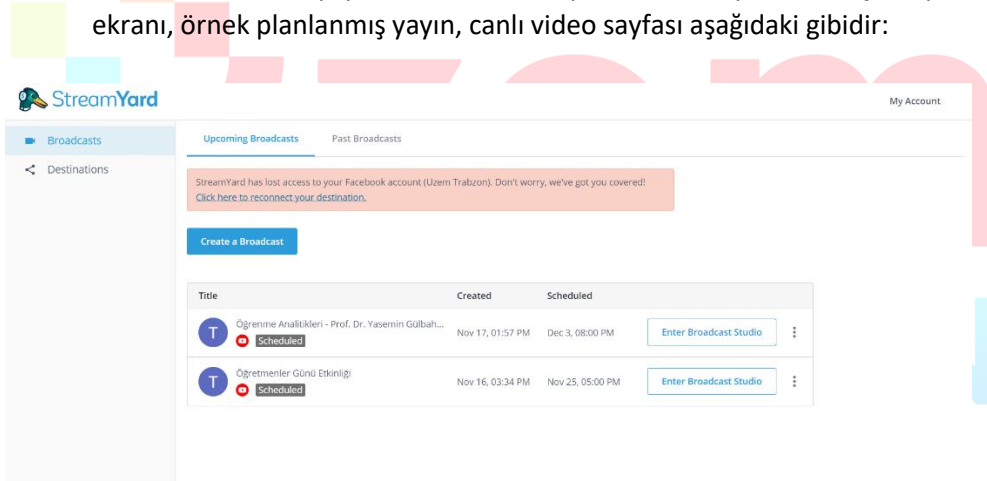 ekranı, örnek planlanmış yayın, canlı video sayfası aşağıdaki gibidir:
StreamYard
My Account
Broadcasts
Destinations
Upcoming Broadcasts Past Broadcasts
StreamYard has lost access to your Facebook account (Uzem Trabzon). Don't worry, we've got you covered!
Click here to reconnect your destination.
Create a Broadcast
Title Created Scheduled
T
Öğrenme Analitikleri - Prof. Dr. Yasemin Gülbah...
Scheduled
Nov 17, 01:57 PM Dec 3, 08:00 PM Enter Broadcast Studio
T
Öğretmenler Günü Etkinliği
Scheduled
Nov 16, 03:34 PM Nov 25, 05:00 PM Enter Broadcast Studio